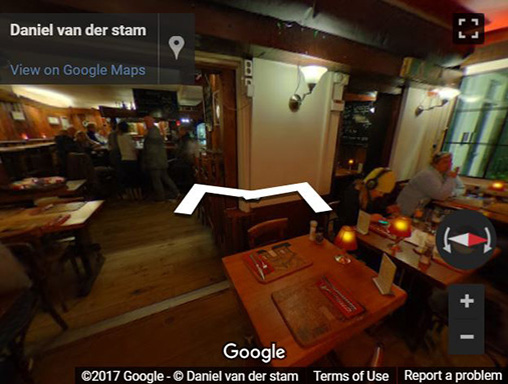 Daniel van der stam
View on Google Maps
+
−
Google
©2017 Google - © Daniel van der stam Terms of Use Report a problem